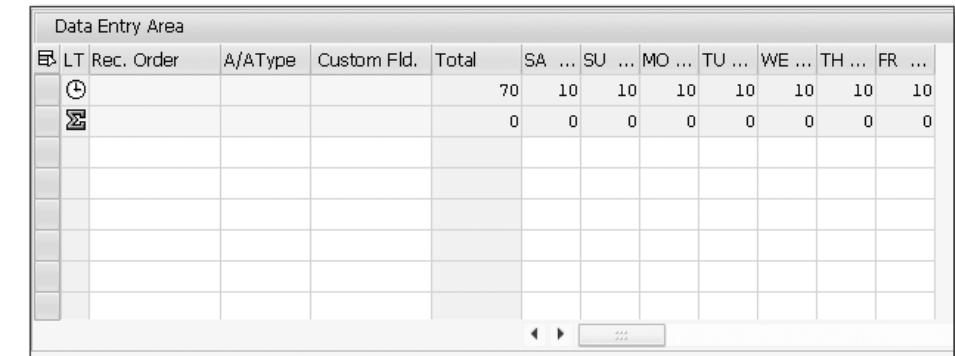 Data Entry Area
LT Rec. Order A/AType Custom Fld. Total SA ... SU ... MO ... TU ... WE ... TH ... FR ...
70 10 10 10 10 10 10 10
Σ 0 0 0 0 0 0 0 0